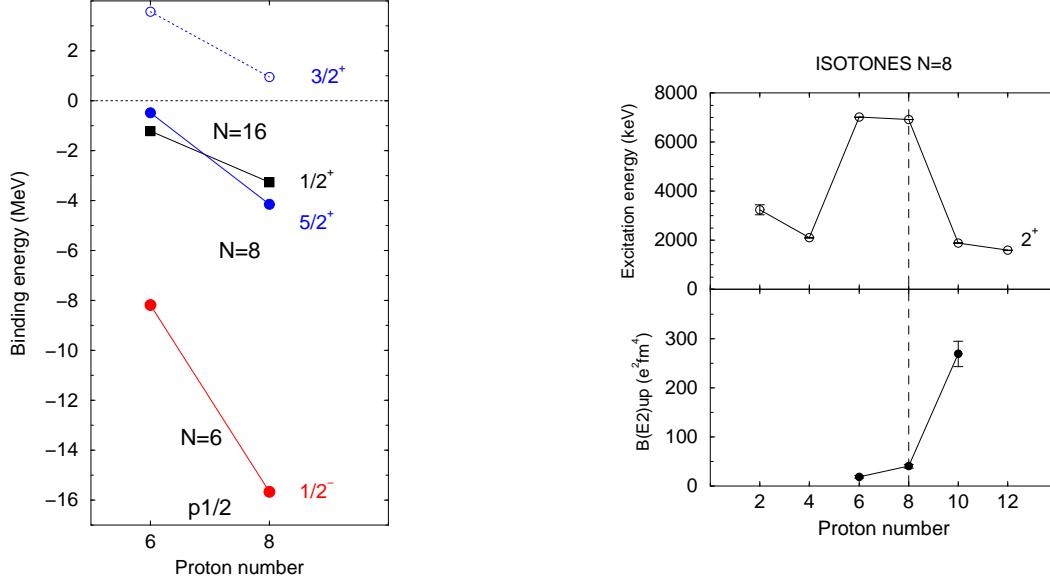 2
0
−2
−4
−6
−8
−10
−12
−14
−16
Binding energy (MeV)
3/2⁺
N=16
1/2⁺
5/2⁺
N=8
N=6
1/2⁻
p1/2
6 8
Proton number
ISOTONES N=8
8000
6000
4000
2000
0
Excitation energy (keV)
2⁺
300
200
100
0
B(E2)up (e²fm⁴)
2 4 6 8 10 12
Proton number